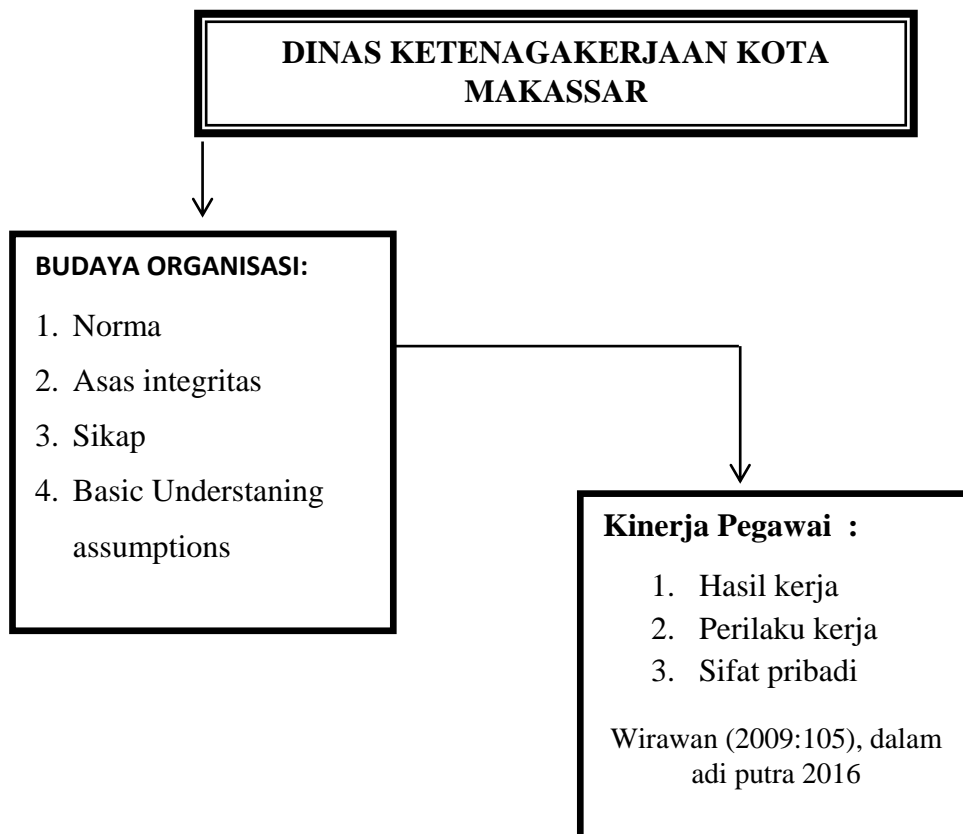 DINAS KETENAGAKERJAAN KOTA
MAKASSAR
BUDAYA ORGANISASI:
1. Norma
2. Asas integritas
3. Sikap
4. Basic Understaning
assumptions
Kinerja Pegawai :
1. Hasil kerja
2. Perilaku kerja
3. Sifat pribadi
Wirawan (2009:105), dalam
adi putra 2016